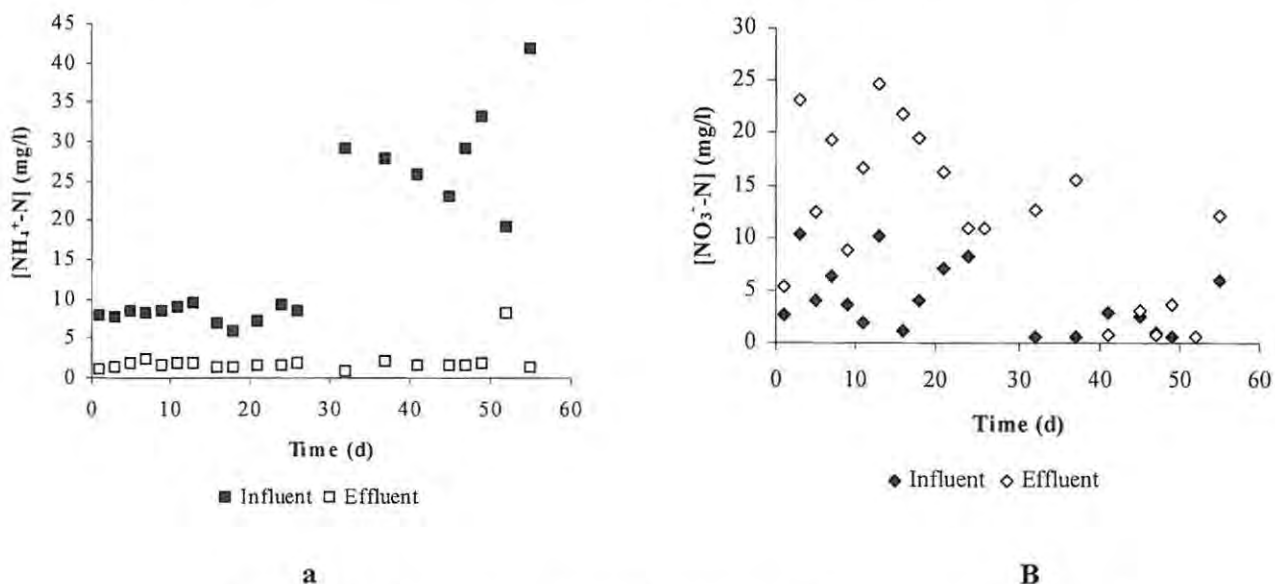 45
40
35
30
25
20
15
10
5
0
[NH₄⁺-N] (mg/l)
0 10 20 30 40 50 60
Time (d)
■ Influent □ Effluent
a
30
25
20
15
10
5
0
[NO₃⁻-N] (mg/l)
0 10 20 30 40 50 60
Time (d)
◆ Influent ◇ Effluent
B